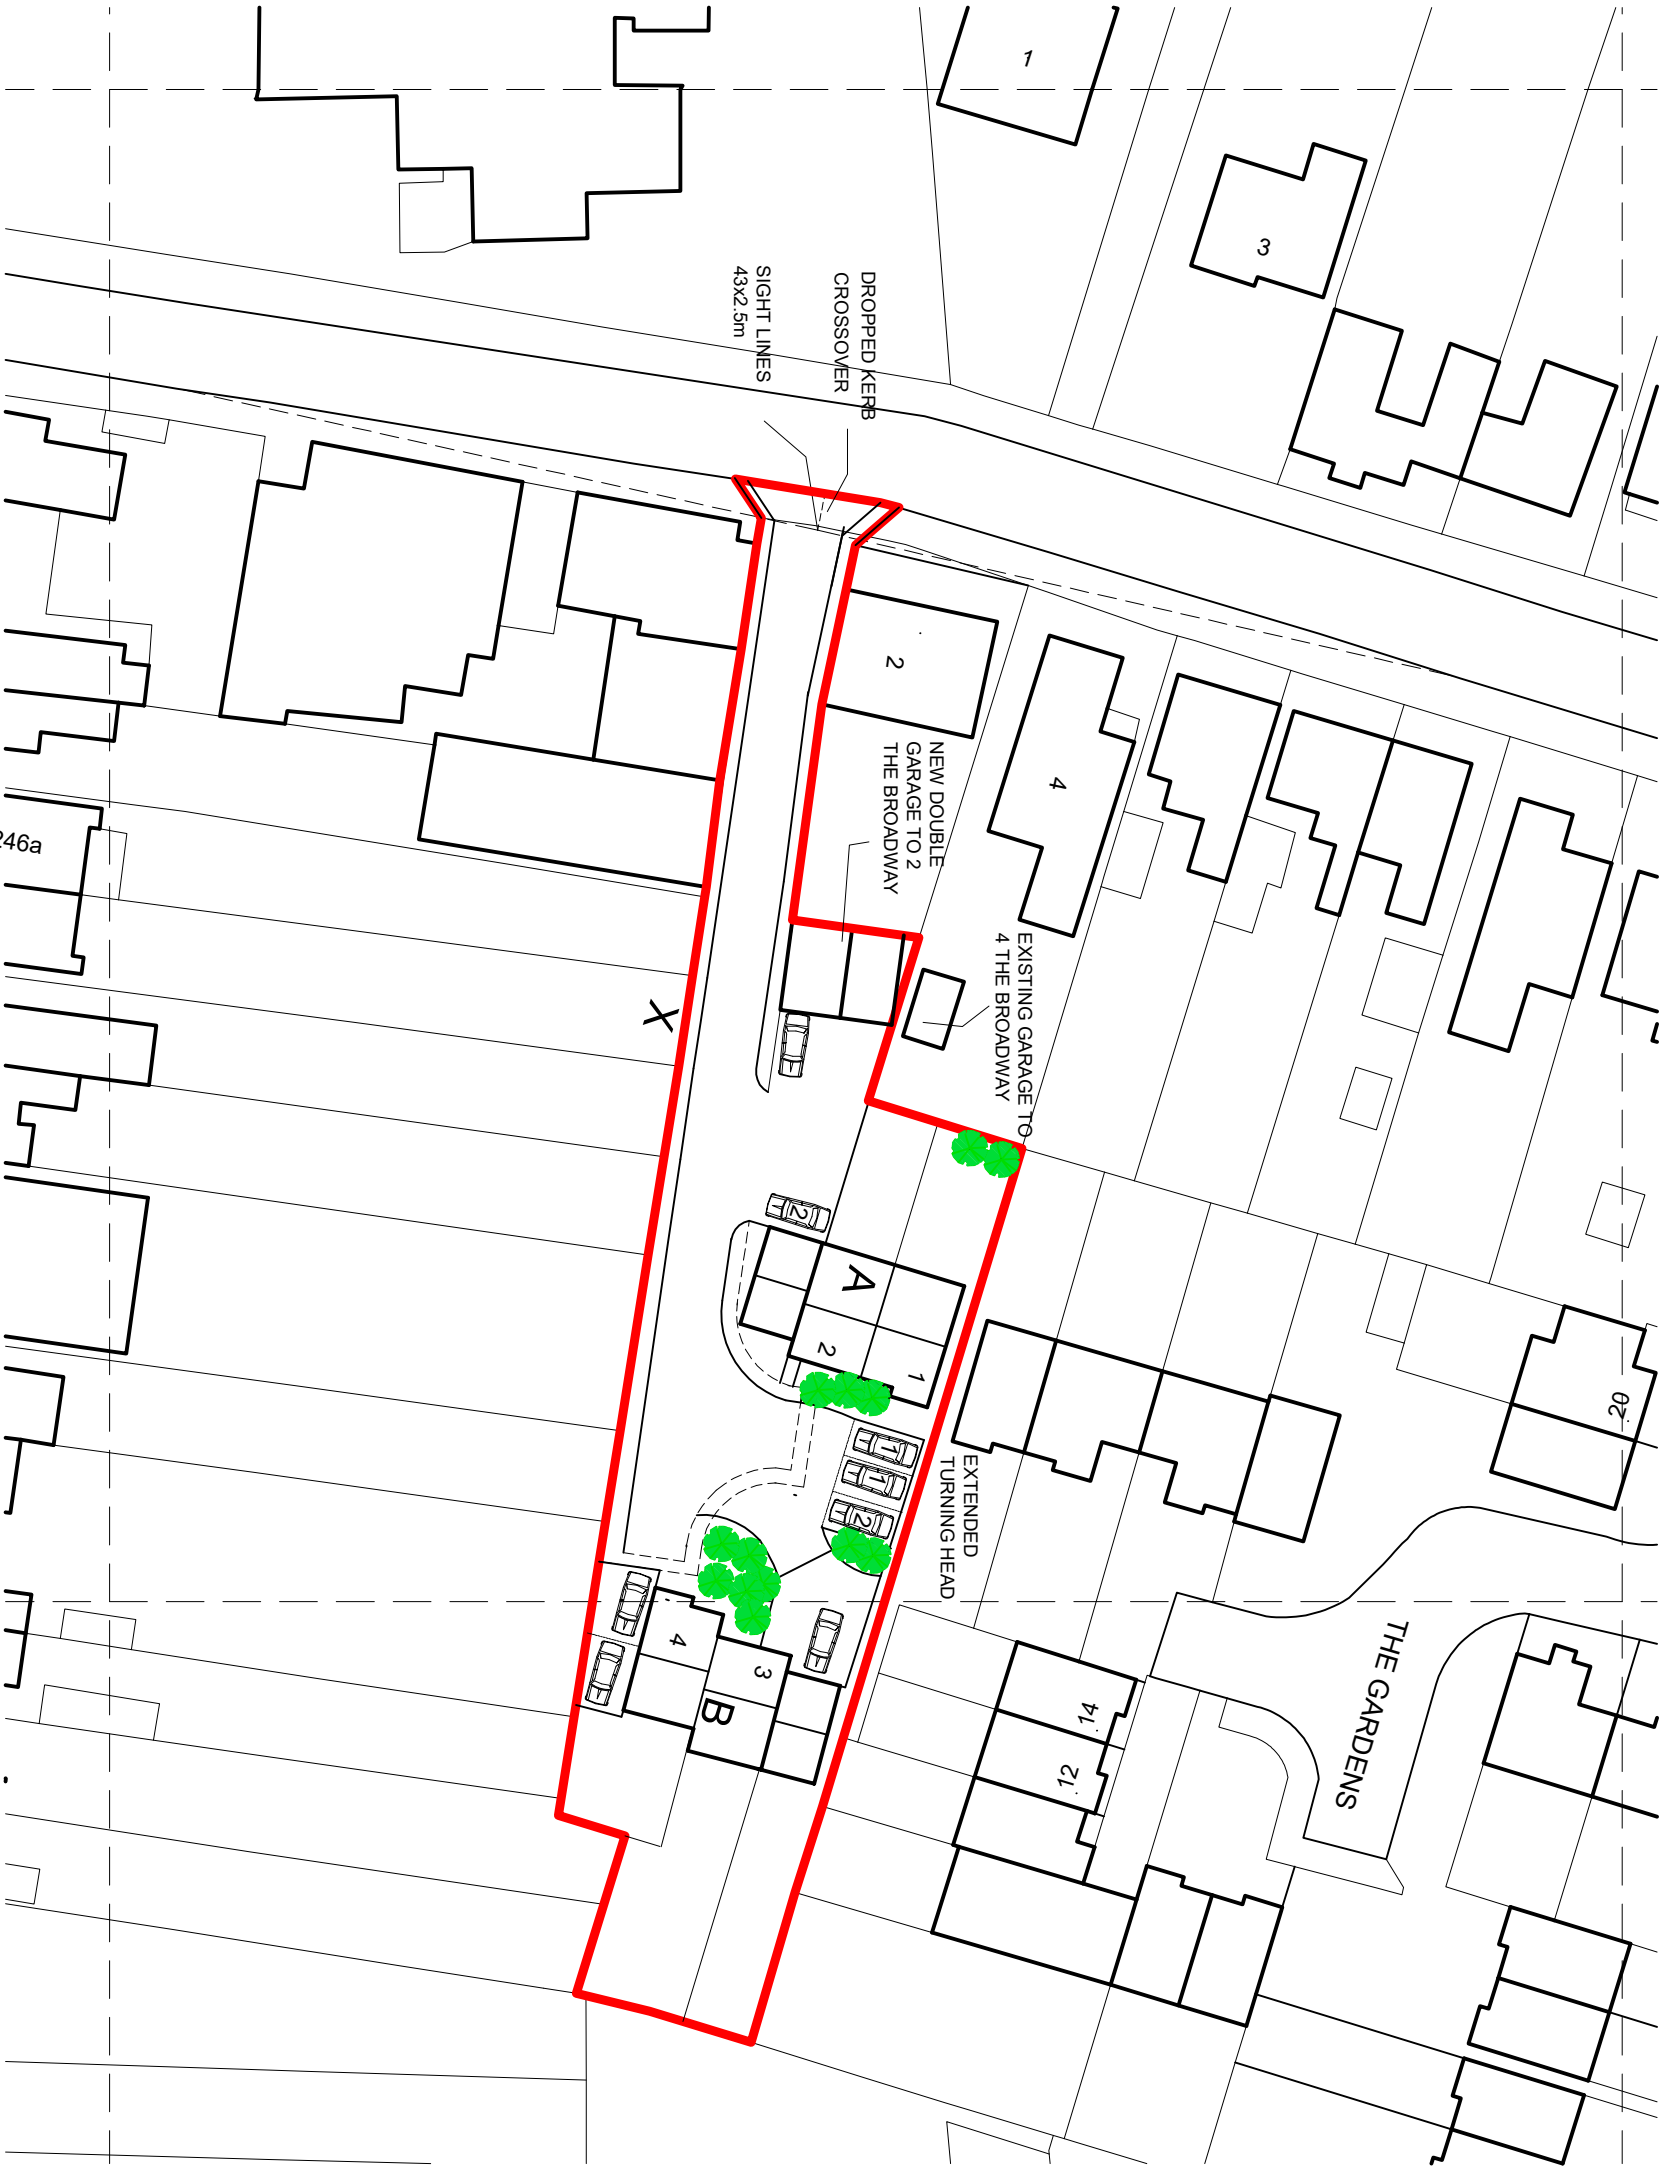 1
3
DROPPED KERB
CROSSOVER
SIGHT LINES
43x2.5m
2
4
NEW DOUBLE
GARAGE TO 2
THE BROADWAY
EXISTING GARAGE TO
4 THE BROADWAY
246a
X
2
A
2
1
1
1
2
EXTENDED
TURNING HEAD
20
4
3
B
14
12
THE GARDENS